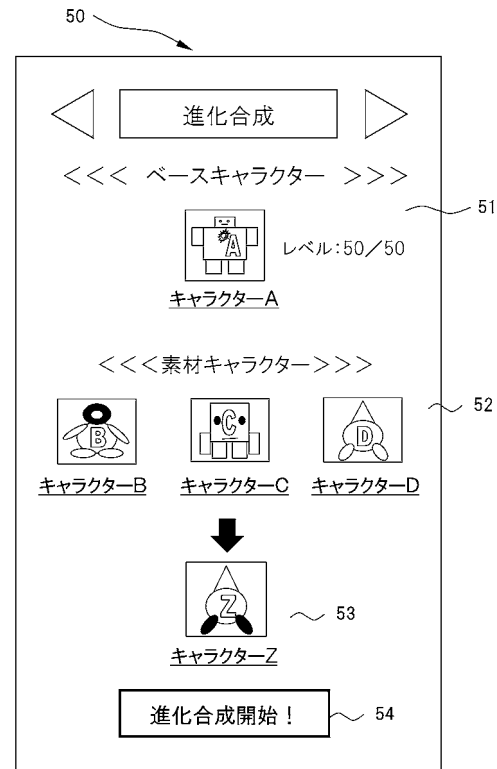 50
進化合成
＜＜＜ ベースキャラクター ＞＞＞
51
A
レベル：50／50
キャラクターA
＜＜＜素材キャラクター＞＞＞
52
B C D
キャラクターB キャラクターC キャラクターD
Z
53
キャラクターZ
進化合成開始！
54